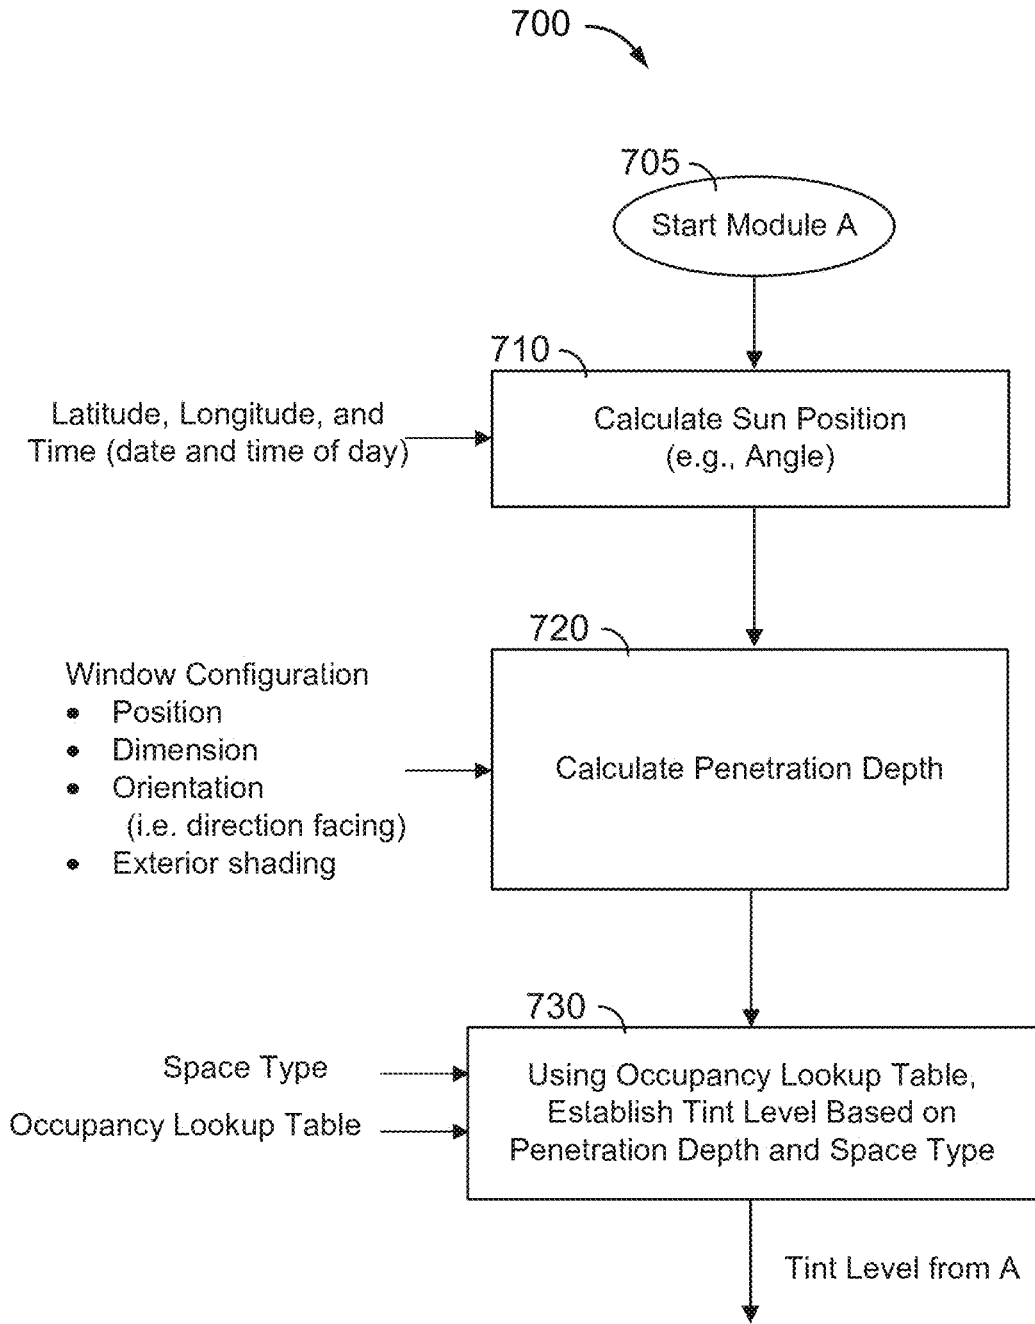 700
705
Start Module A
710
Latitude, Longitude, and
Time (date and time of day)
Calculate Sun Position
(e.g., Angle)
720
Window Configuration
• Position
• Dimension
• Orientation
(i.e. direction facing)
• Exterior shading
Calculate Penetration Depth
730
Space Type
Occupancy Lookup Table
Using Occupancy Lookup Table,
Establish Tint Level Based on
Penetration Depth and Space Type
Tint Level from A